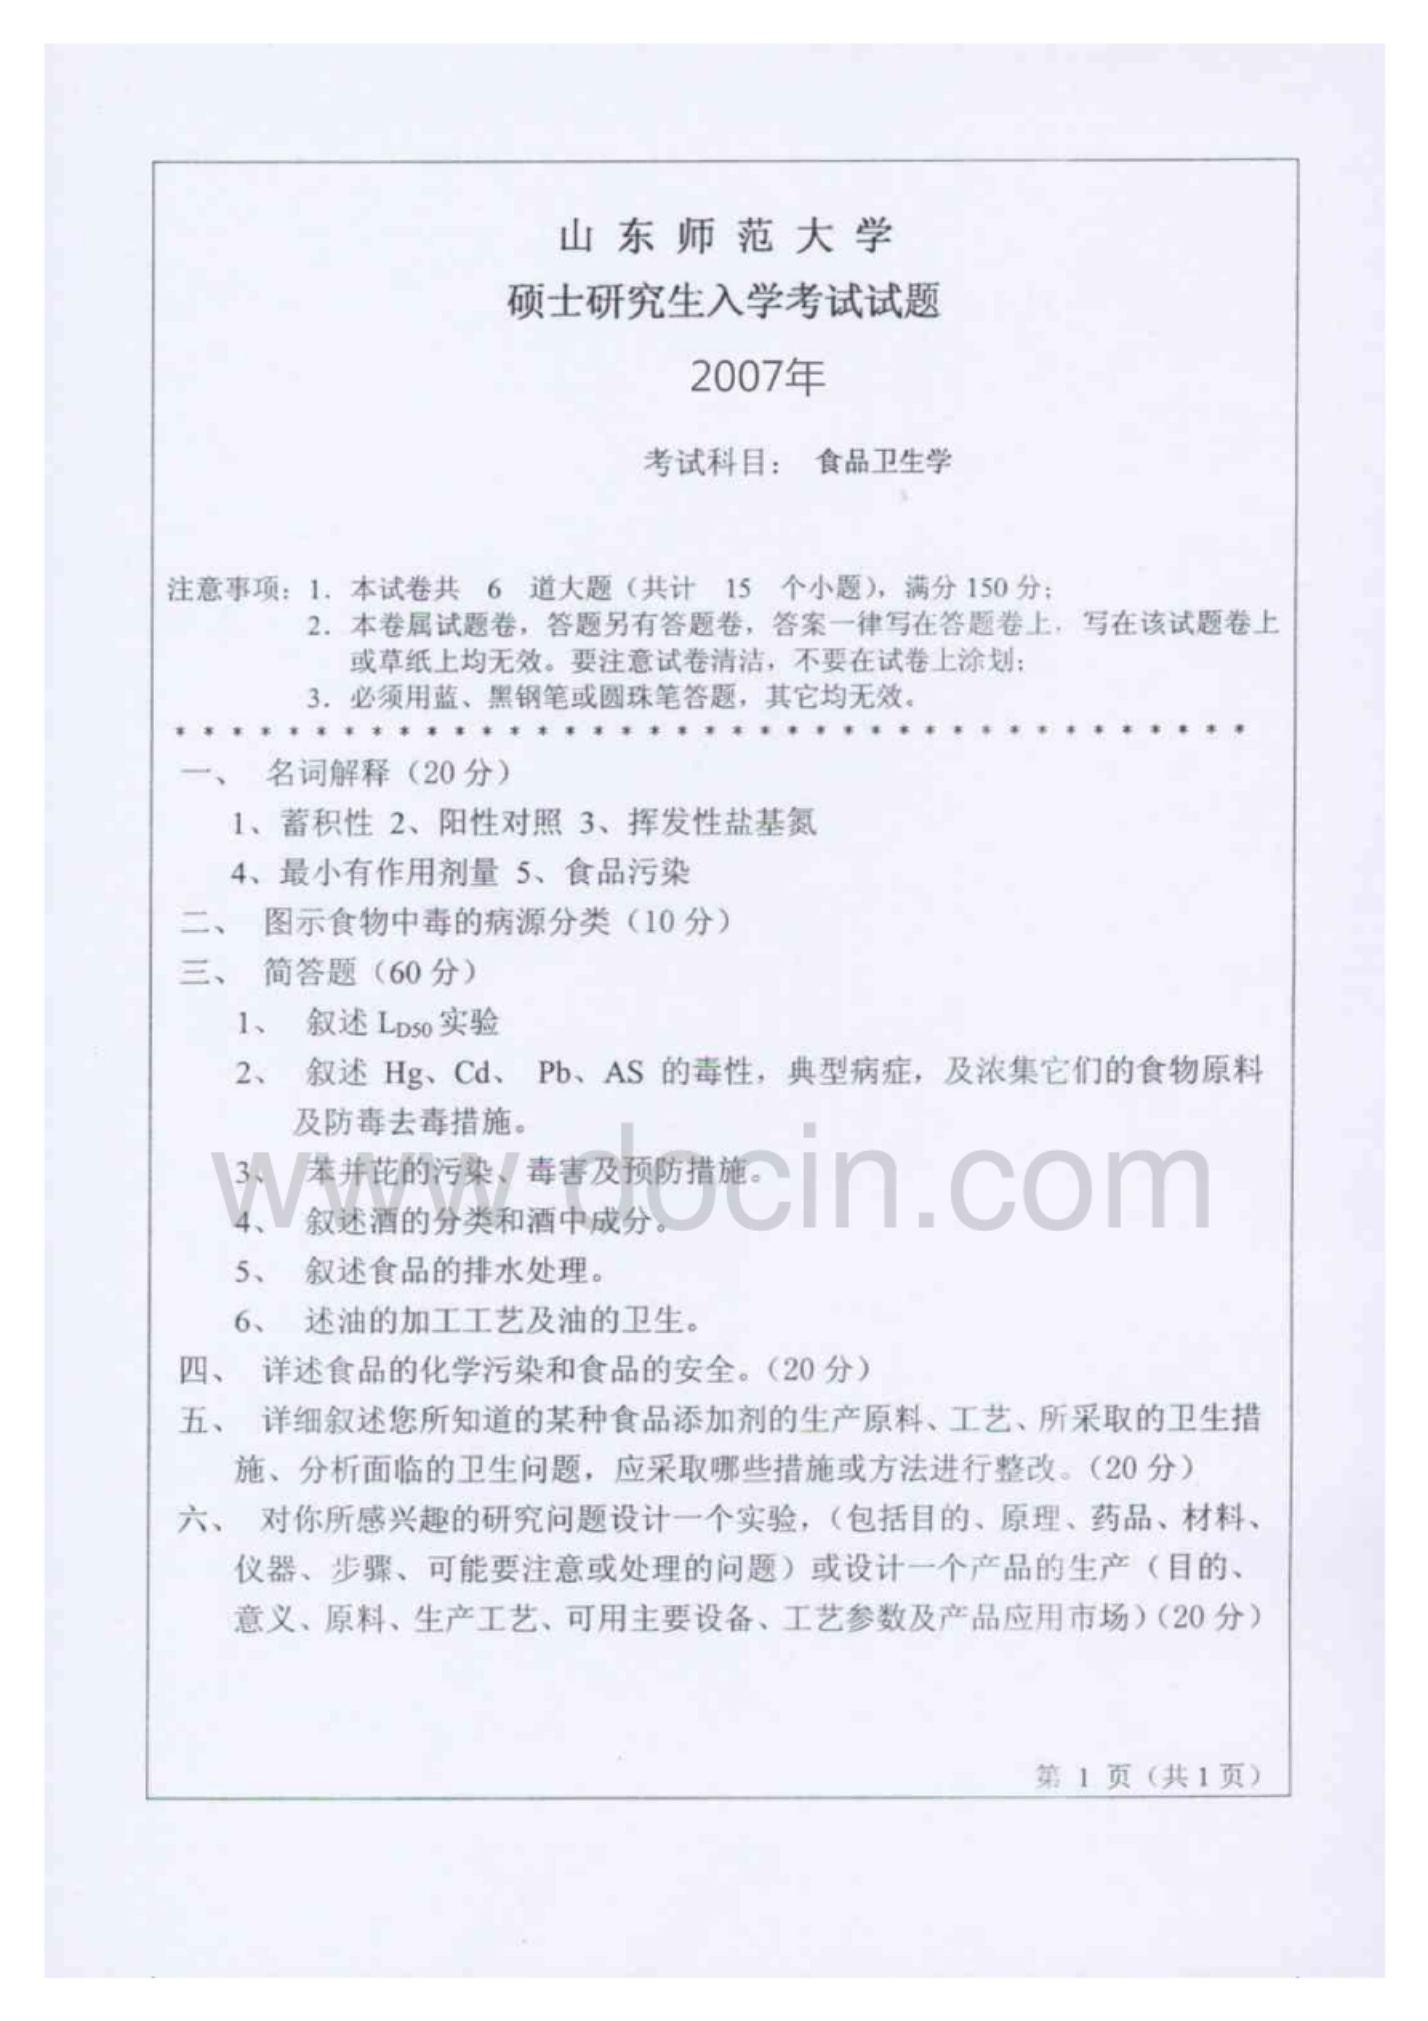 山东师范大学
硕士研究生入学考试试题
2007年
考试科目： 食品卫生学
注意事项：1．本试卷共 6 道大题（共计 15 个小题），满分 150 分；
2．本卷属试题卷，答题另有答题卷，答案一律写在答题卷上，写在该试题卷上
或草纸上均无效。要注意试卷清洁，不要在试卷上涂划；
3．必须用蓝、黑钢笔或圆珠笔答题，其它均无效。
* * * * * * * * * * * * * * * * * * * * * * * * * * * * * * * * * * * * * * *
一、 名词解释（20 分）
1、蓄积性 2、阳性对照 3、挥发性盐基氮
4、最小有作用剂量 5、食品污染
二、 图示食物中毒的病源分类（10 分）
三、 简答题（60 分）
1、 叙述 LD50 实验
2、 叙述 Hg、Cd、 Pb、AS 的毒性，典型病症，及浓集它们的食物原料
及防毒去毒措施。
3、 苯并芘的污染、毒害及预防措施。
4、 叙述酒的分类和酒中成分。
www.docin.com
5、 叙述食品的排水处理。
6、 述油的加工工艺及油的卫生。
四、 详述食品的化学污染和食品的安全。（20 分）
五、 详细叙述您所知道的某种食品添加剂的生产原料、工艺、所采取的卫生措
施、分析面临的卫生问题，应采取哪些措施或方法进行整改。（20 分）
六、 对你所感兴趣的研究问题设计一个实验，（包括目的、原理、药品、材料、
仪器、步骤、可能要注意或处理的问题）或设计一个产品的生产（目的、
意义、原料、生产工艺、可用主要设备、工艺参数及产品应用市场）（20 分）
第 1 页（共 1 页）